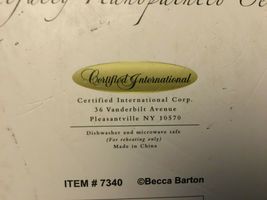 Handpainted
Certified International
Certified International Corp.
36 Vanderbilt Avenue
Pleasantville NY 10570
Dishwasher and microwave safe
(For reheating only)
Made in China
ITEM # 7340 ©Becca Barton